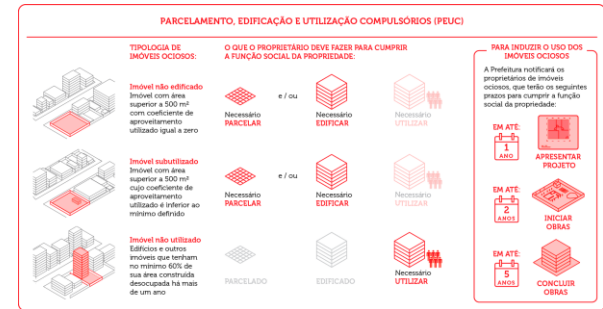 PARCELAMENTO, EDIFICAÇÃO E UTILIZAÇÃO COMPULSÓRIOS (PEUC)
TIPOLOGIA DE
IMÓVEIS OCIOSOS:
O QUE O PROPRIETÁRIO DEVE FAZER PARA CUMPRIR
A FUNÇÃO SOCIAL DA PROPRIEDADE:
Imóvel não edificado
Imóvel com área
superior a 500 m²
com coeficiente de
aproveitamento
utilizado igual a zero
e / ou
Necessário
PARCELAR
Necessário
EDIFICAR
Necessário
UTILIZAR
Imóvel subutilizado
Imóvel com área
superior a 500 m²
cujo coeficiente de
aproveitamento
utilizado é inferior ao
mínimo definido
e / ou
Necessário
PARCELAR
Necessário
EDIFICAR
Necessário
UTILIZAR
Imóvel não utilizado
Edifícios e outros
imóveis que tenham
no mínimo 60% de
sua área construída
desocupada há mais
de um ano
PARCELADO
EDIFICADO
Necessário
UTILIZAR
PARA INDUZIR O USO DOS
IMÓVEIS OCIOSOS
A Prefeitura notificará os
proprietários de imóveis
ociosos, que terão os seguintes
prazos para cumprir a função
social da propriedade:
EM ATÉ:
1
ANO
APRESENTAR
PROJETO
EM ATÉ:
2
ANOS
INICIAR
OBRAS
EM ATÉ:
5
ANOS
CONCLUIR
OBRAS